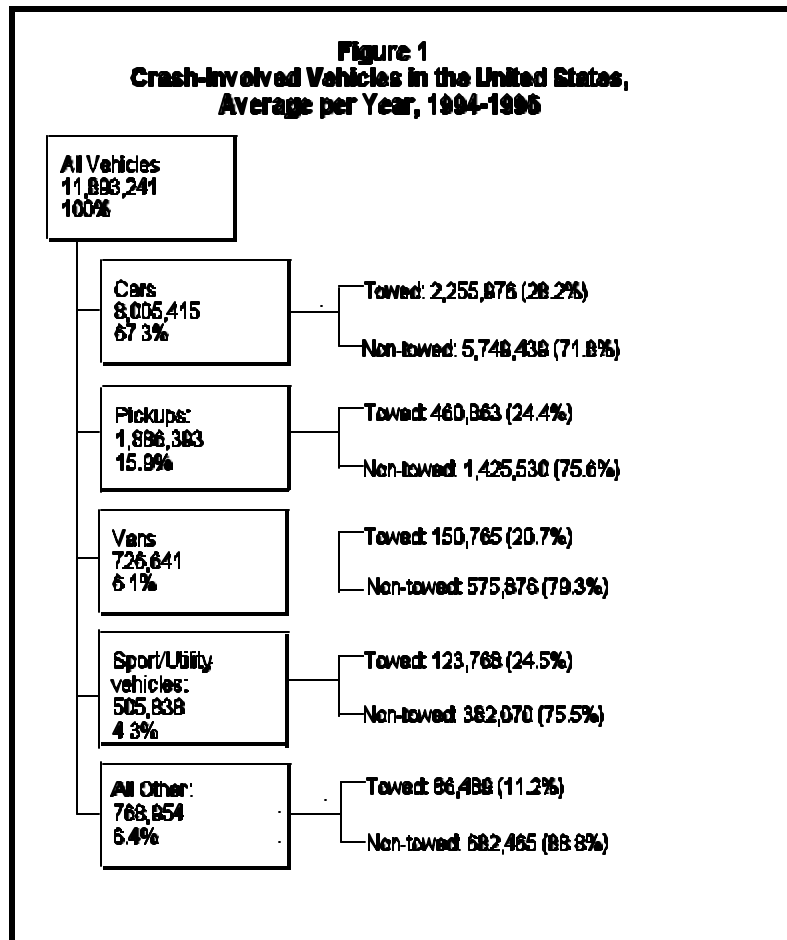 Figure 1
Crash-Involved Vehicles in the United States,
Average per Year, 1994-1996
All Vehicles
11,893,241
100%
Cars
8,005,415
67 3%
Towed: 2,255,976 (28.2%)
Non-towed: 5,749,439 (71.8%)
Pickups:
1,886,393
15.9%
Towed: 460,863 (24.4%)
Non-towed: 1,425,530 (75.6%)
Vans
726,641
6 1%
Towed: 150,765 (20.7%)
Non-towed: 575,876 (79.3%)
Sport/Utility
vehicles:
505,838
4 3%
Towed: 123,768 (24.5%)
Non-towed: 382,070 (75.5%)
All Other:
768,954
6.4%
Towed: 86,489 (11.2%)
Non-towed: 682,465 (88.8%)